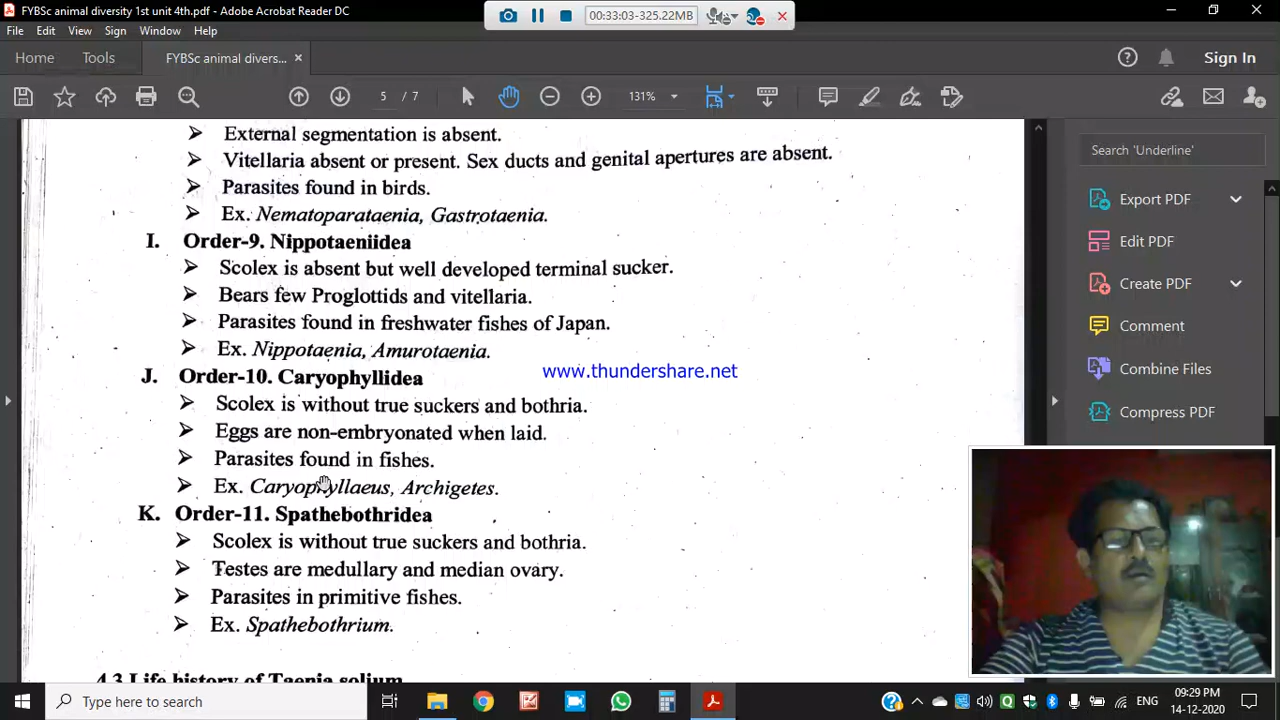 FYBSc animal diversity 1st unit 4th.pdf - Adobe Acrobat Reader DC
00:33:03-325.22MB
File Edit View Sign Window Help
Home Tools FYBSc animal divers...
Sign In
5 / 7
131%
External segmentation is absent.
Vitellaria absent or present. Sex ducts and genital apertures are absent.
Parasites found in birds.
Ex. Nematoparataenia, Gastrotaenia.
I. Order-9. Nippotaeniidea
Scolex is absent but well developed terminal sucker.
Bears few Proglottids and vitellaria.
Parasites found in freshwater fishes of Japan.
Ex. Nippotaenia, Amurotaenia.
www.thundershare.net
J. Order-10. Caryophyllidea
Scolex is without true suckers and bothria.
Eggs are non-embryonated when laid.
Parasites found in fishes.
Ex. Caryophyllaeus, Archigetes.
K. Order-11. Spathebothridea
Scolex is without true suckers and bothria.
Testes are medullary and median ovary.
Parasites in primitive fishes.
Ex. Spathebothrium.
4.3 Life history of Taenia solium
Search 'Underline'
Export PDF
Edit PDF
Create PDF
Comment
Combine Files
Compress PDF
Type here to search
ENG
09:29 PM
14-12-2020